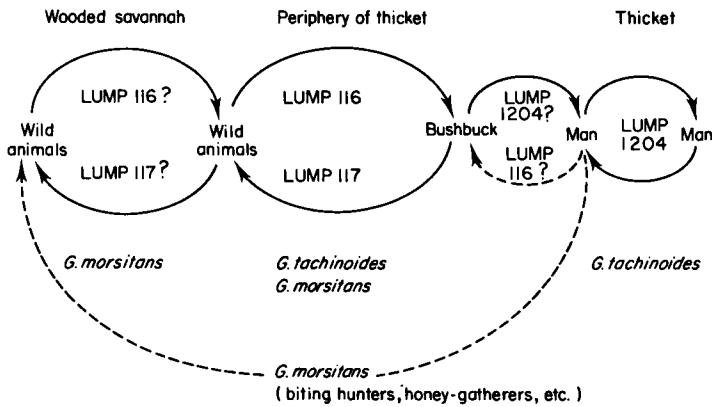 Wooded savannah
Periphery of thicket
Thicket
LUMP 116 ?
LUMP 116
LUMP
1204?
Wild
animals
Wild
animals
Bushbuck
Man
LUMP
1204
Man
LUMP 117 ?
LUMP 117
LUMP
116 ?
G. morsitans
G. tachinoides
G. morsitans
G. tachinoides
G. morsitans
( biting hunters, honey-gatherers, etc. )